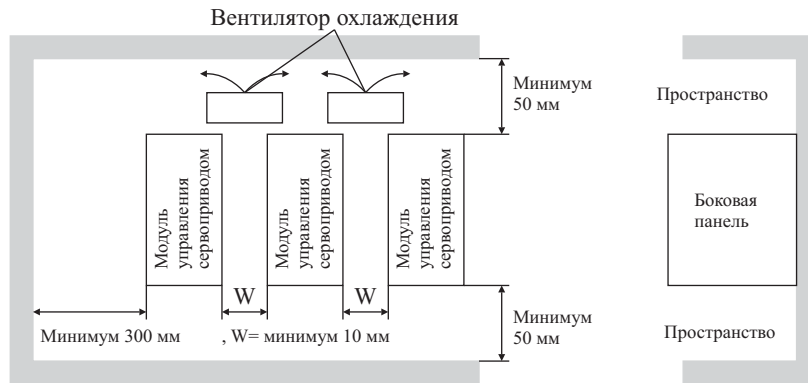 Вентилятор охлаждения
Минимум
50 мм
Пространство
Модуль
управления
сервоприводом
Модуль
управления
сервоприводом
Модуль
управления
сервоприводом
Боковая
панель
W
W
Минимум 300 мм
, W= минимум 10 мм
Минимум
50 мм
Пространство